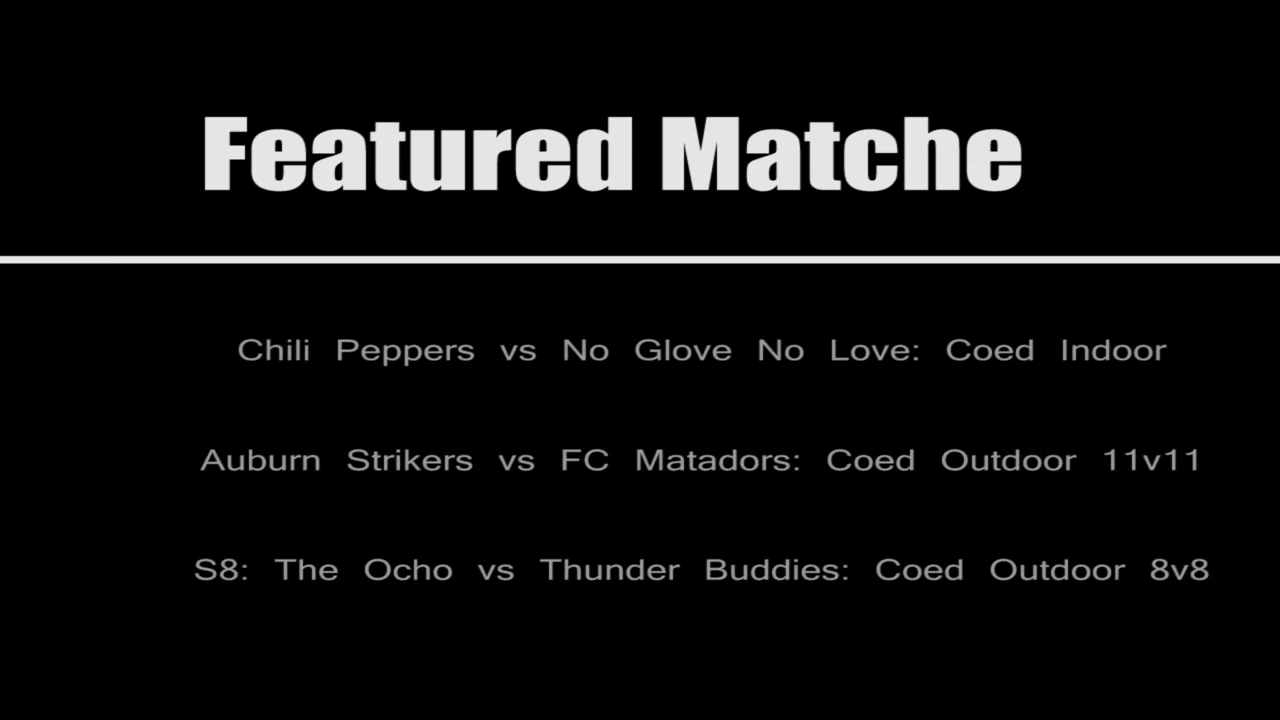 Featured Matche
Chili Peppers vs No Glove No Love: Coed Indoor
Auburn Strikers vs FC Matadors: Coed Outdoor 11v11
S8: The Ocho vs Thunder Buddies: Coed Outdoor 8v8